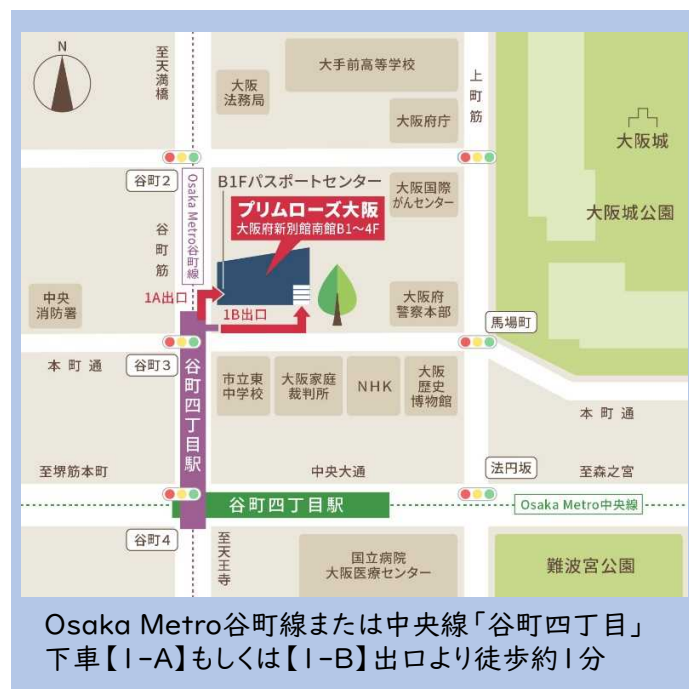 N
至天満橋
大阪
法務局
大手前高等学校
大阪府庁
上町筋
大阪城
大阪城公園
谷町2
Osaka Metro谷町線
B1Fパスポートセンター
プリムローズ大阪
大阪府新別館南館B1～4F
大阪国際
がんセンター
谷町筋
中央
消防署
1A出口
1B出口
大阪府
警察本部
馬場町
本町通
谷町3
谷町四丁目駅
市立東
中学校
大阪家庭
裁判所
NHK
大阪
歴史
博物館
本町通
至堺筋本町
中央大通
法円坂
至森之宮
谷町四丁目駅
Osaka Metro中央線
谷町4
至天王寺
国立病院
大阪医療センター
難波宮公園
Osaka Metro谷町線または中央線「谷町四丁目」
下車【1-A】もしくは【1-B】出口より徒歩約1分